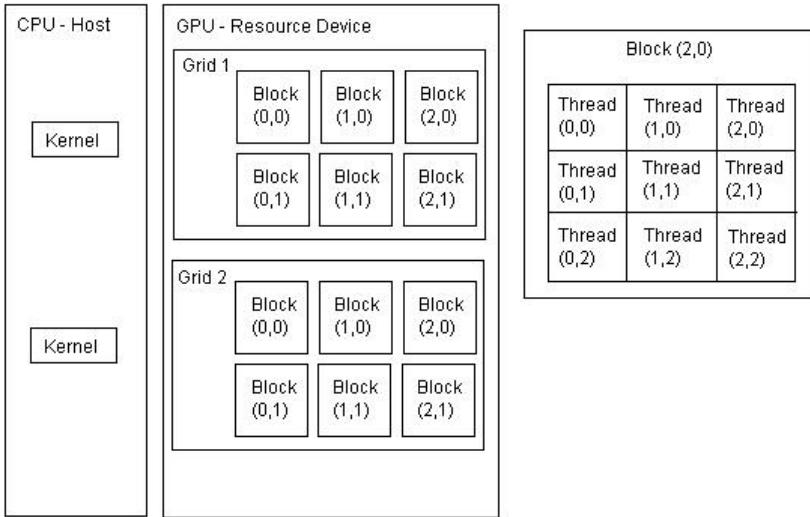 CPU - Host
Kernel
Kernel
GPU - Resource Device
Grid 1
Block
(0,0)
Block
(1,0)
Block
(2,0)
Block
(0,1)
Block
(1,1)
Block
(2,1)
Grid 2
Block
(0,0)
Block
(1,0)
Block
(2,0)
Block
(0,1)
Block
(1,1)
Block
(2,1)
Block (2,0)
Thread
(0,0)
Thread
(1,0)
Thread
(2,0)
Thread
(0,1)
Thread
(1,1)
Thread
(2,1)
Thread
(0,2)
Thread
(1,2)
Thread
(2,2)